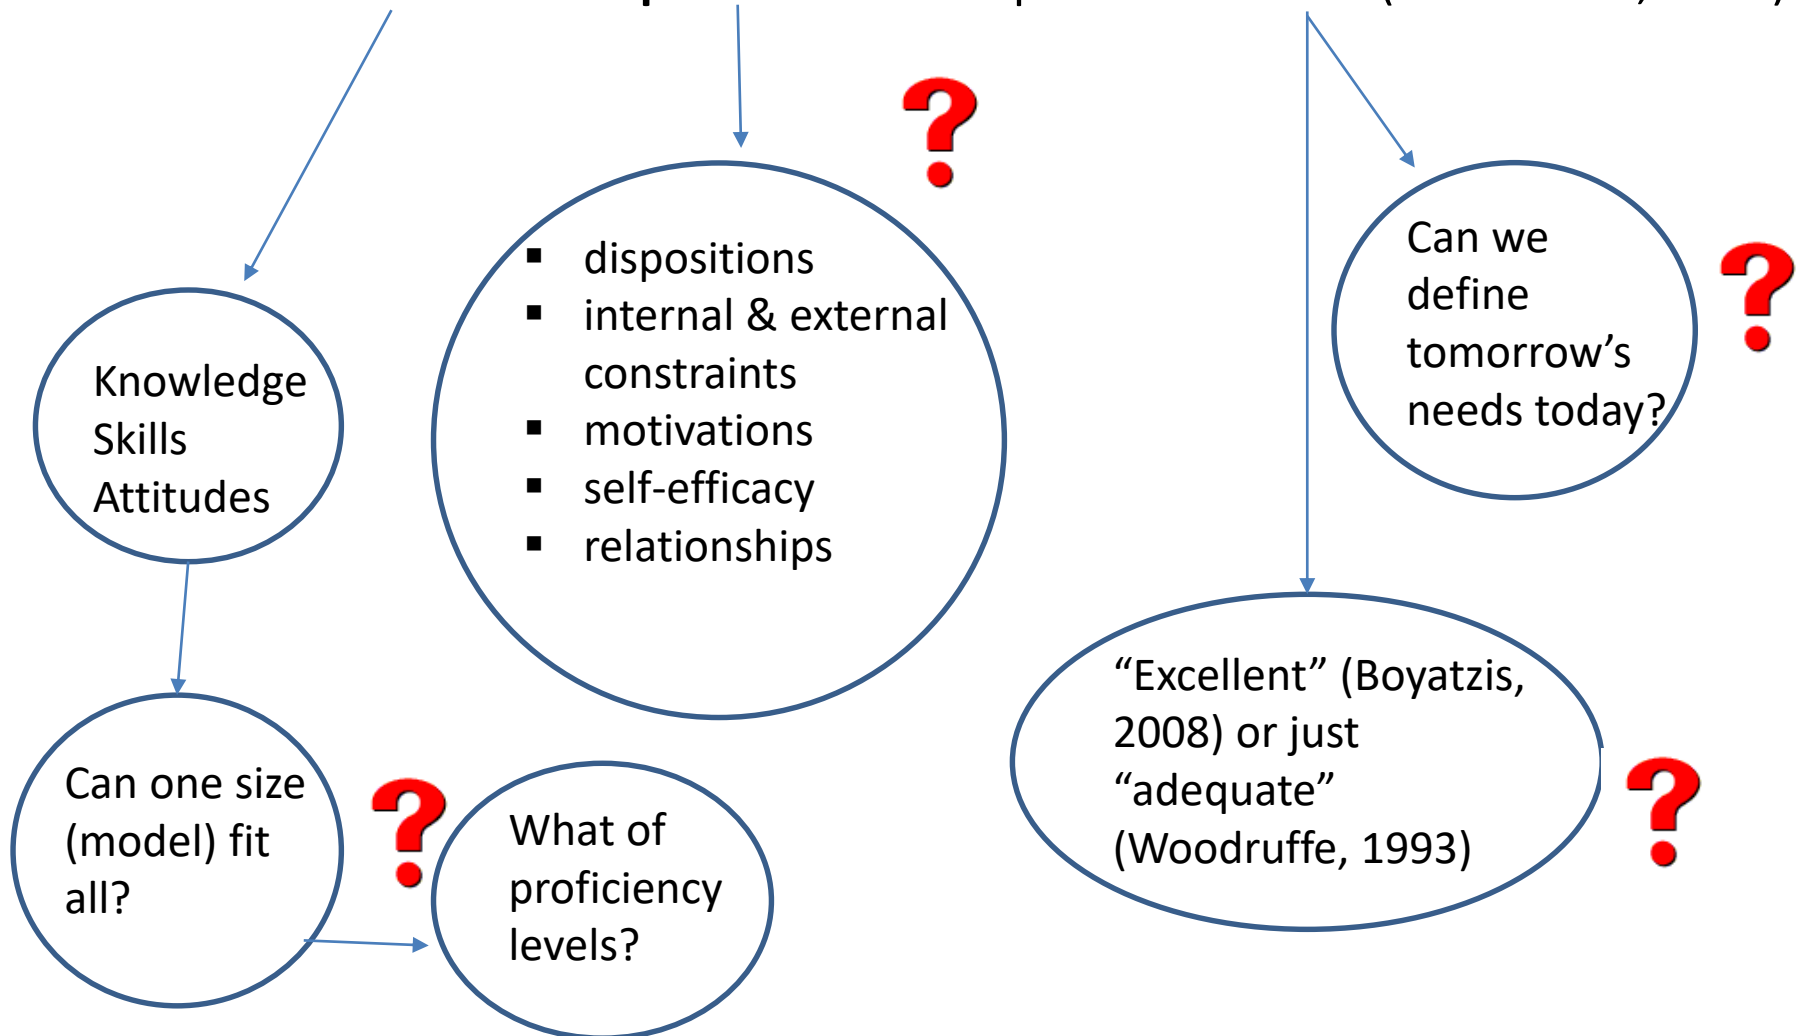 dispositions
internal & external
constraints
motivations
self-efficacy
relationships
Can we
define
tomorrow’s
needs today?
Knowledge
Skills
Attitudes
“Excellent” (Boyatzis,
2008) or just
“adequate”
(Woodruffe, 1993)
Can one size
(model) fit
all?
What of
proficiency
levels?